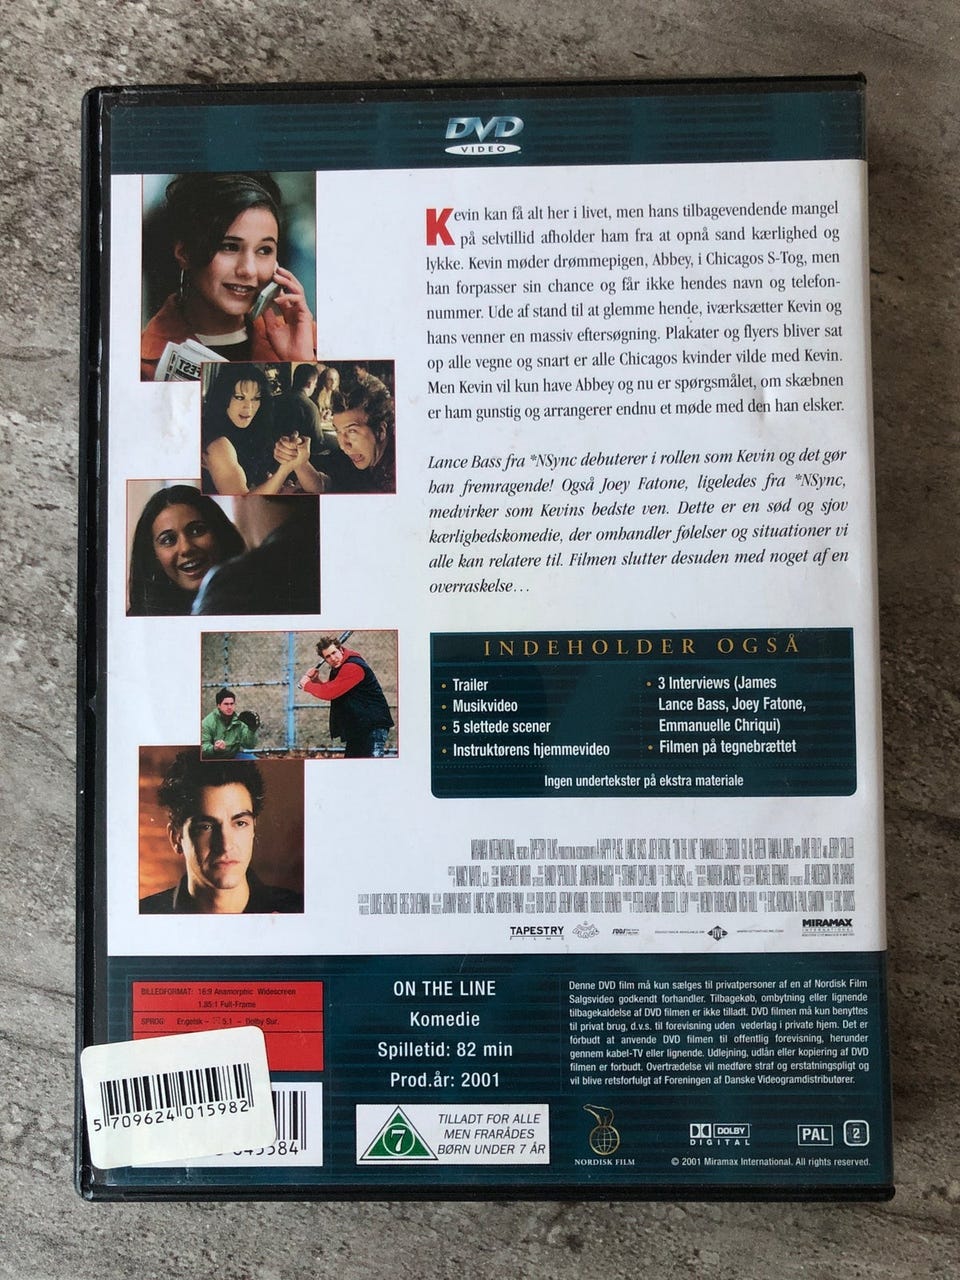 DVD
VIDEO
Kevin kan få alt her i livet, men hans tilbagevendende mangel
på selvtillid afholder ham fra at opnå sand kærlighed og
lykke. Kevin møder drømmepigen, Abbey, i Chicagos S-Tog, men
han forpasser sin chance og får ikke hendes navn og telefon-
nummer. Ude af stand til at glemme hende, iværksætter Kevin og
hans venner en massiv eftersøgning. Plakater og flyers bliver sat
op alle vegne og snart er alle Chicagos kvinder vilde med Kevin.
Men Kevin vil kun have Abbey og nu er spørgsmålet, om skæbnen
er ham gunstig og arrangerer endnu et møde med den han elsker.
Lance Bass fra *NSync debuterer i rollen som Kevin og det gør
han fremragende! Også Joey Fatone, ligeledes fra *NSync,
medvirker som Kevins bedste ven. Dette er en sød og sjov
kærlighedskomedie, der omhandler følelser og situationer vi
alle kan relatere til. Filmen slutter desuden med noget af en
overraskelse...
INDEHOLDER OGSÅ
• Trailer
• Musikvideo
• 5 slettede scener
• Instruktørens hjemmevideo
• 3 Interviews (James
Lance Bass, Joey Fatone,
Emmanuelle Chriqui)
• Filmen på tegnebrættet
Ingen undertekster på ekstra materiale
TAPESTRY
FILMS
MIRAMAX
INTERNATIONAL
BILLEDFORMAT: 16:9 Anamorphic Widescreen
1.85:1 Full-Frame
SPROG: Engelsk – 5.1 – Dolby Sur.
5 709624 015982
ON THE LINE
Komedie
Spilletid: 82 min
Prod.år: 2001
7
TILLADT FOR ALLE
MEN FRARÅDES
BØRN UNDER 7 ÅR
Denne DVD film må kun sælges til privatpersoner af en af Nordisk Film
Salgsvideo godkendt forhandler. Tilbagekøb, ombytning eller lignende
tilbagekaldelse af DVD filmen er ikke tilladt. DVD filmen må kun benyttes
til privat brug, d.v.s. til forevisning uden vederlag i private hjem. Det er
forbudt at anvende DVD filmen til offentlig forevisning, herunder
gennem kabel-TV eller lignende. Udlejning, udlån eller kopiering af DVD
filmen er forbudt. Overtrædelse vil medføre straf og erstatningspligt og
vil blive retsforfulgt af Foreningen af Danske Videogramdistributører.
NORDISK FILM
DOLBY
DIGITAL
PAL
2
© 2001 Miramax International. All rights reserved.